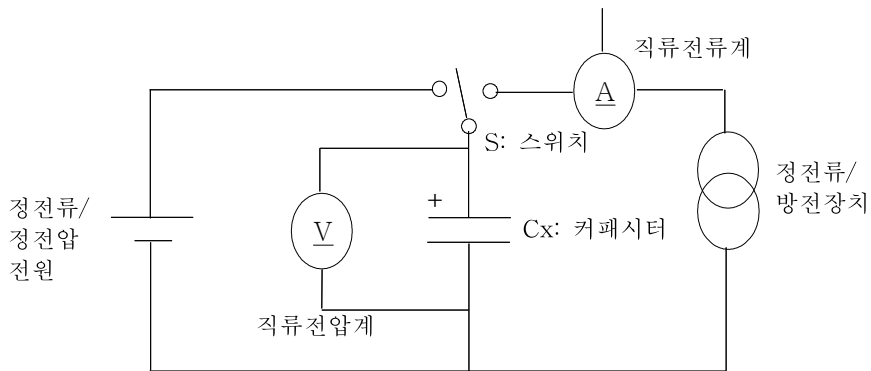 직류전류계
A
S: 스위치
정전류/
방전장치
정전류/
정전압
전원
V
+
Cx: 커패시터
직류전압계